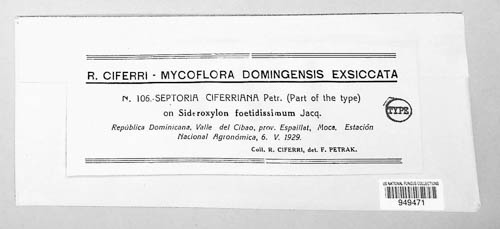 R. CIFERRI - MYCOFLORA DOMINGENSIS EXSICCATA
N. 106.-SEPTORIA CIFERRIANA Petr. (Part of the type)
on Sideroxylon foetidissimum Jacq.
TYPE
República Dominicana, Valle del Cibao, prov. Espaillat, Moca, Estación
Nacional Agronómica, 6. V. 1929.
Coll. R. CIFERRI, det. F. PETRAK.
US NATIONAL FUNGUS COLLECTIONS
949471